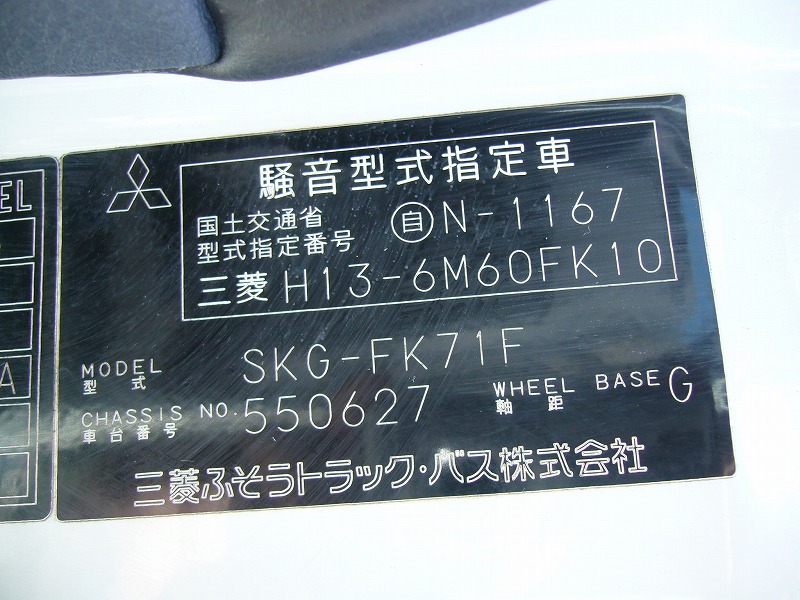 騒音型式指定車
国土交通省
型式指定番号 自 N-1167
三菱 H13-6M60FK10
MODEL
型式 SKG-FK71F
CHASSIS NO.
車台番号 550627
WHEEL BASE
軸距 G
三菱ふそうトラック・バス株式会社
EL
A